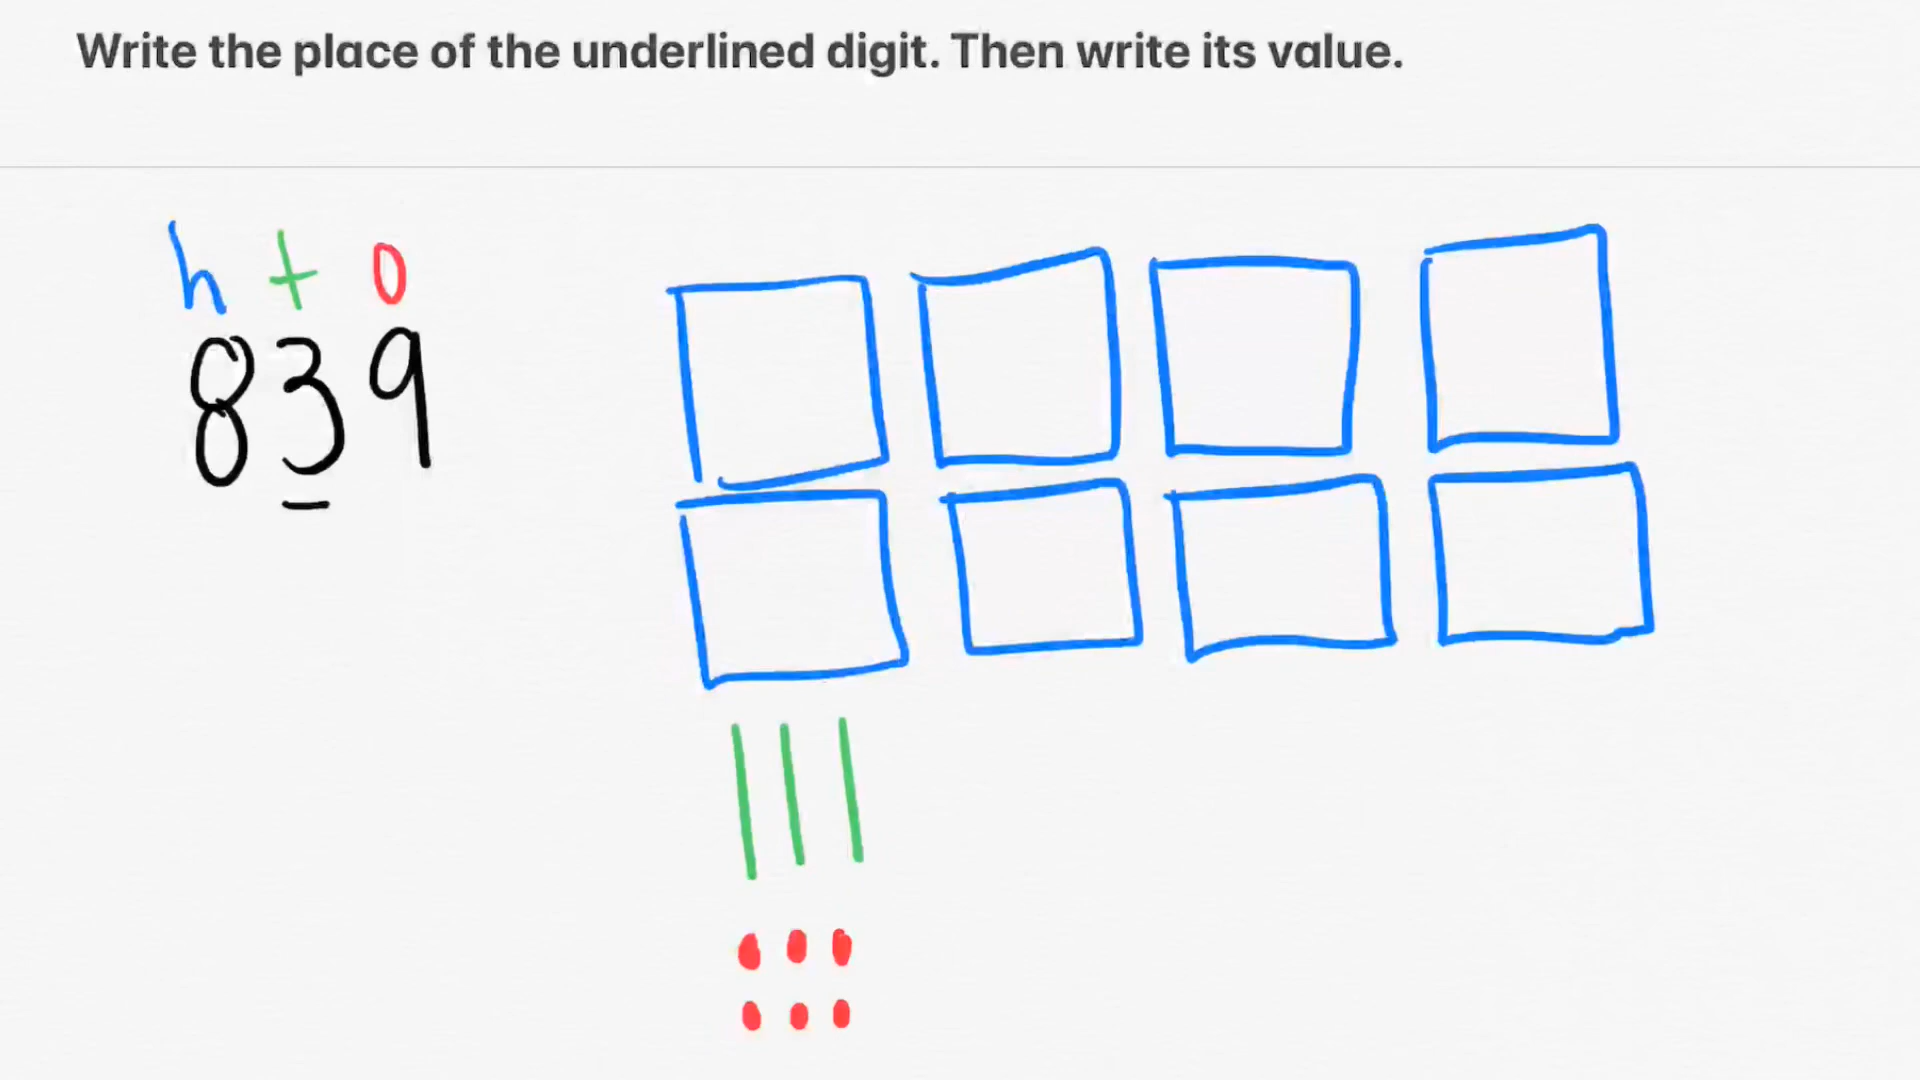 Write the place of the underlined digit. Then write its value.
h t o
839